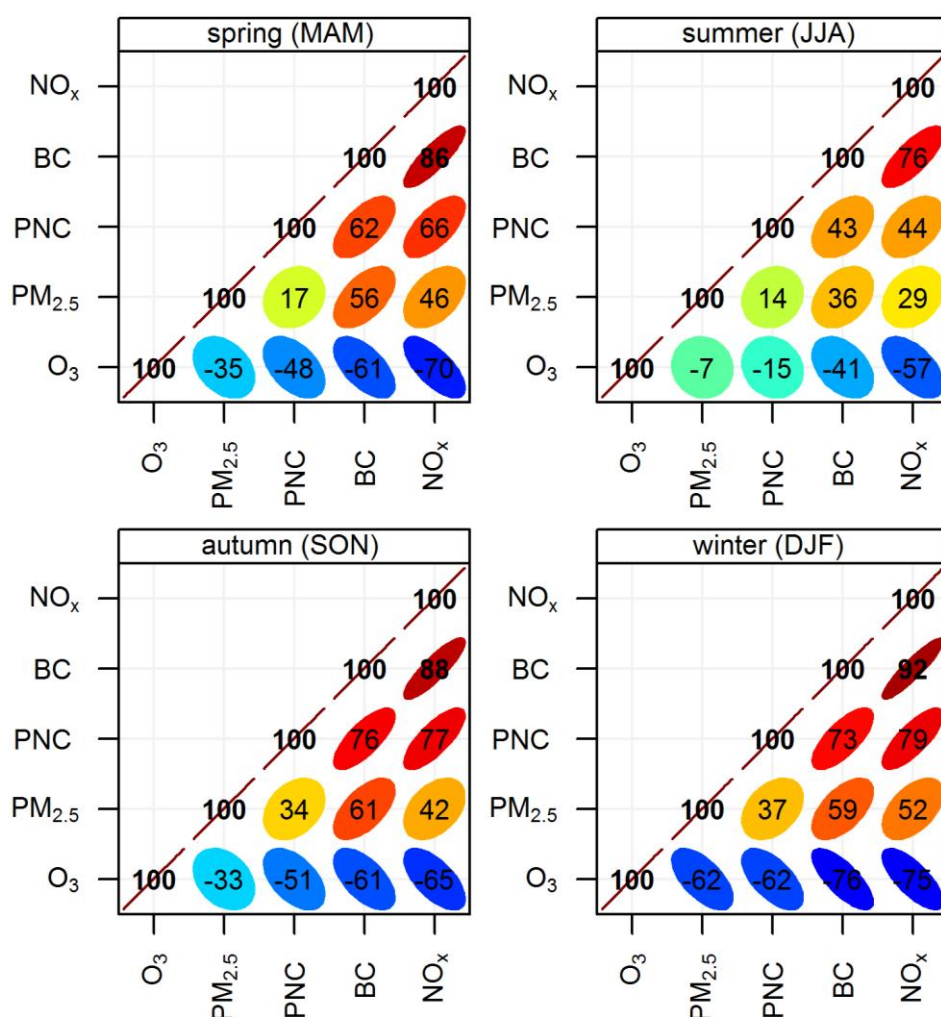 spring (MAM) summer (JJA)
NOₓ 100 NOₓ 100
BC 100 86 BC 100 76
PNC 100 62 66 PNC 100 43 44
PM₂.₅ 100 17 56 46 PM₂.₅ 100 14 36 29
O₃ 100 -35 -48 -61 -70 O₃ 100 -7 -15 -41 -57
O₃ PM₂.₅ PNC BC NOₓ O₃ PM₂.₅ PNC BC NOₓ
autumn (SON) winter (DJF)
NOₓ 100 NOₓ 100
BC 100 88 BC 100 92
PNC 100 76 77 PNC 100 73 79
PM₂.₅ 100 34 61 42 PM₂.₅ 100 37 59 52
O₃ 100 -33 -51 -61 -65 O₃ 100 -62 -62 -76 -75
O₃ PM₂.₅ PNC BC NOₓ O₃ PM₂.₅ PNC BC NOₓ